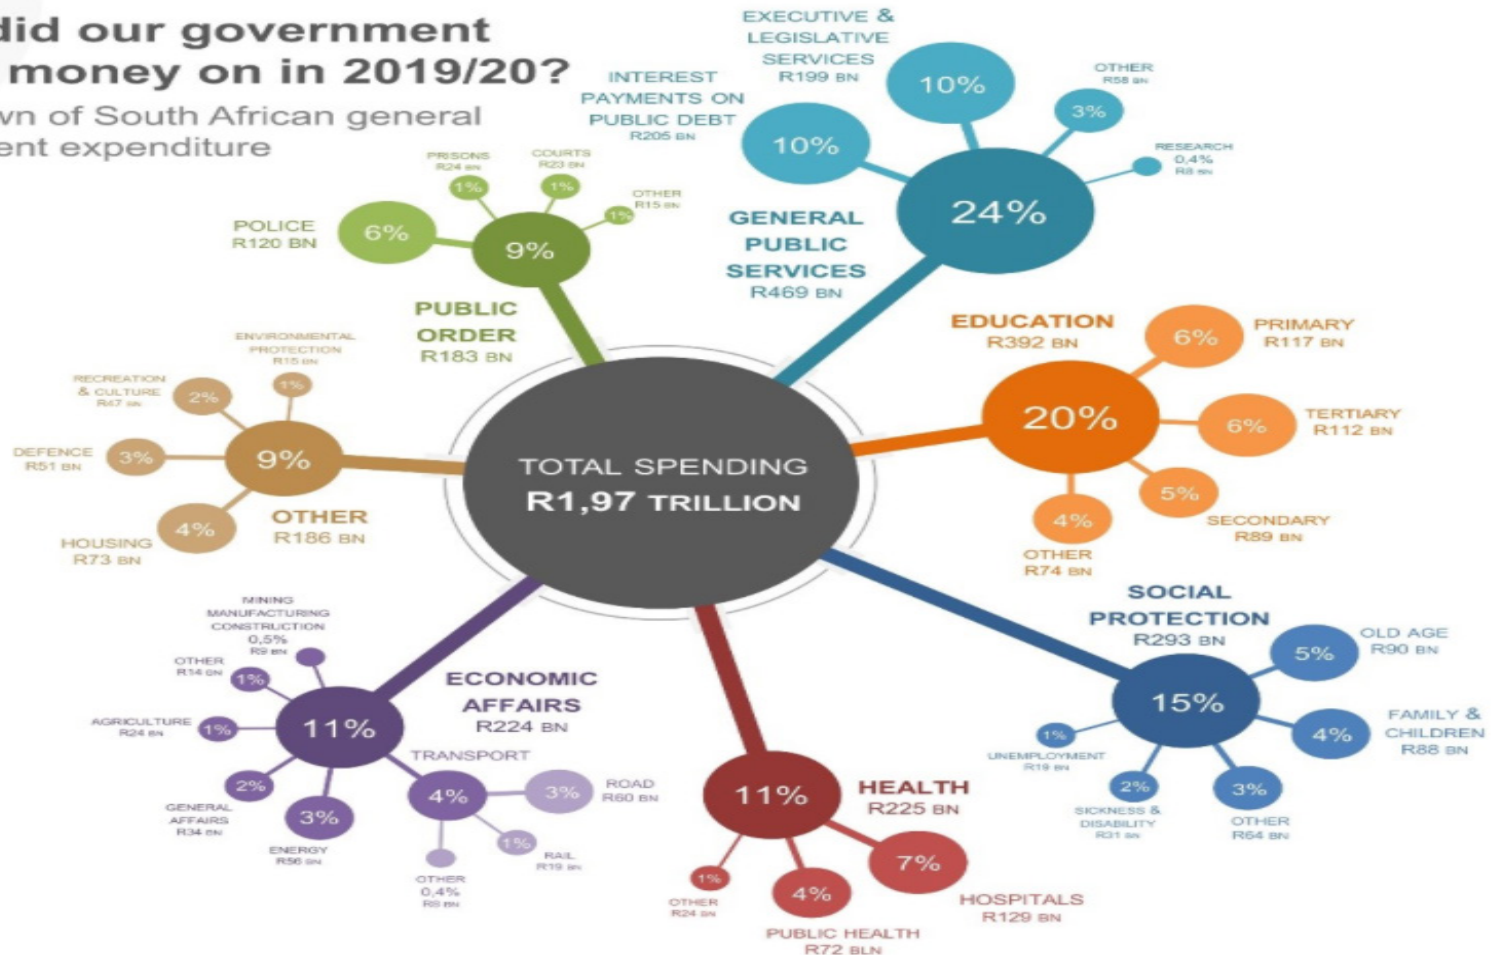 did our government
money on in 2019/20?
wn of South African general
ent expenditure
EXECUTIVE &
LEGISLATIVE
SERVICES
R199 BN
10%
INTEREST
PAYMENTS ON
PUBLIC DEBT
R205 BN
10%
OTHER
R58 BN
3%
RESEARCH
0,4%
R8 BN
24%
GENERAL
PUBLIC
SERVICES
R469 BN
PRISONS
R24 BN
1%
COURTS
R23 BN
1%
OTHER
R15 BN
1%
POLICE
R120 BN
6%
9%
PUBLIC
ORDER
R183 BN
EDUCATION
R392 BN
20%
6%
PRIMARY
R117 BN
6%
TERTIARY
R112 BN
5%
SECONDARY
R89 BN
4%
OTHER
R74 BN
ENVIRONMENTAL
PROTECTION
R15 BN
1%
RECREATION
& CULTURE
R47 BN
2%
DEFENCE
R51 BN
3%
9%
OTHER
R186 BN
HOUSING
R73 BN
4%
TOTAL SPENDING
R1,97 TRILLION
SOCIAL
PROTECTION
R293 BN
15%
5%
OLD AGE
R90 BN
4%
FAMILY &
CHILDREN
R88 BN
1%
UNEMPLOYMENT
R19 BN
2%
SICKNESS &
DISABILITY
R31 BN
3%
OTHER
R64 BN
MINING
MANUFACTURING
CONSTRUCTION
0,5%
R9 BN
OTHER
R14 BN
1%
AGRICULTURE
R24 BN
1%
11%
ECONOMIC
AFFAIRS
R224 BN
2%
GENERAL
AFFAIRS
R34 BN
3%
ENERGY
R56 BN
TRANSPORT
4%
3%
ROAD
R60 BN
1%
RAIL
R19 BN
OTHER
0,4%
R8 BN
11%
HEALTH
R225 BN
1%
OTHER
R24 BN
4%
PUBLIC HEALTH
R72 BLN
7%
HOSPITALS
R129 BN